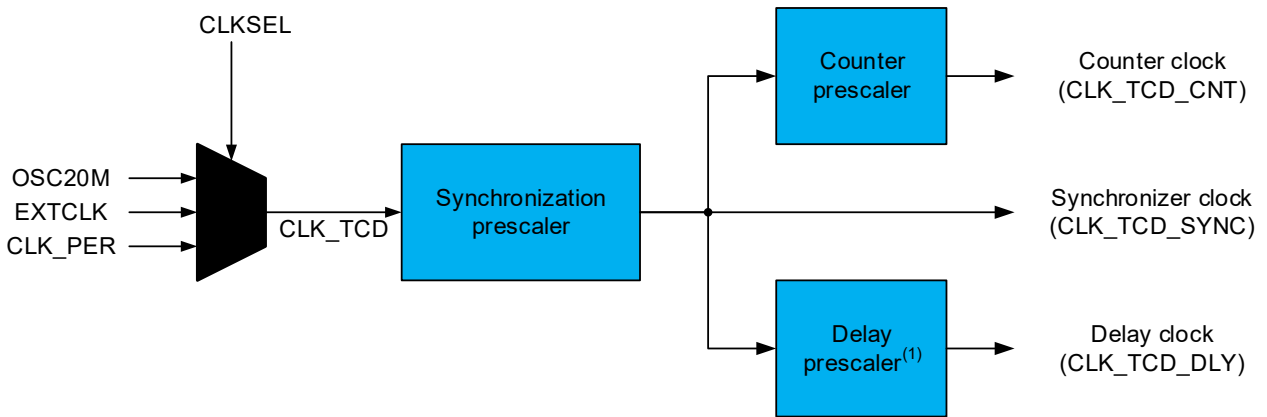 CLKSEL
OSC20M
EXTCLK
CLK_PER
CLK_TCD
Synchronization
prescaler
Counter
prescaler
Counter clock
(CLK_TCD_CNT)
Synchronizer clock
(CLK_TCD_SYNC)
Delay
prescaler(1)
Delay clock
(CLK_TCD_DLY)